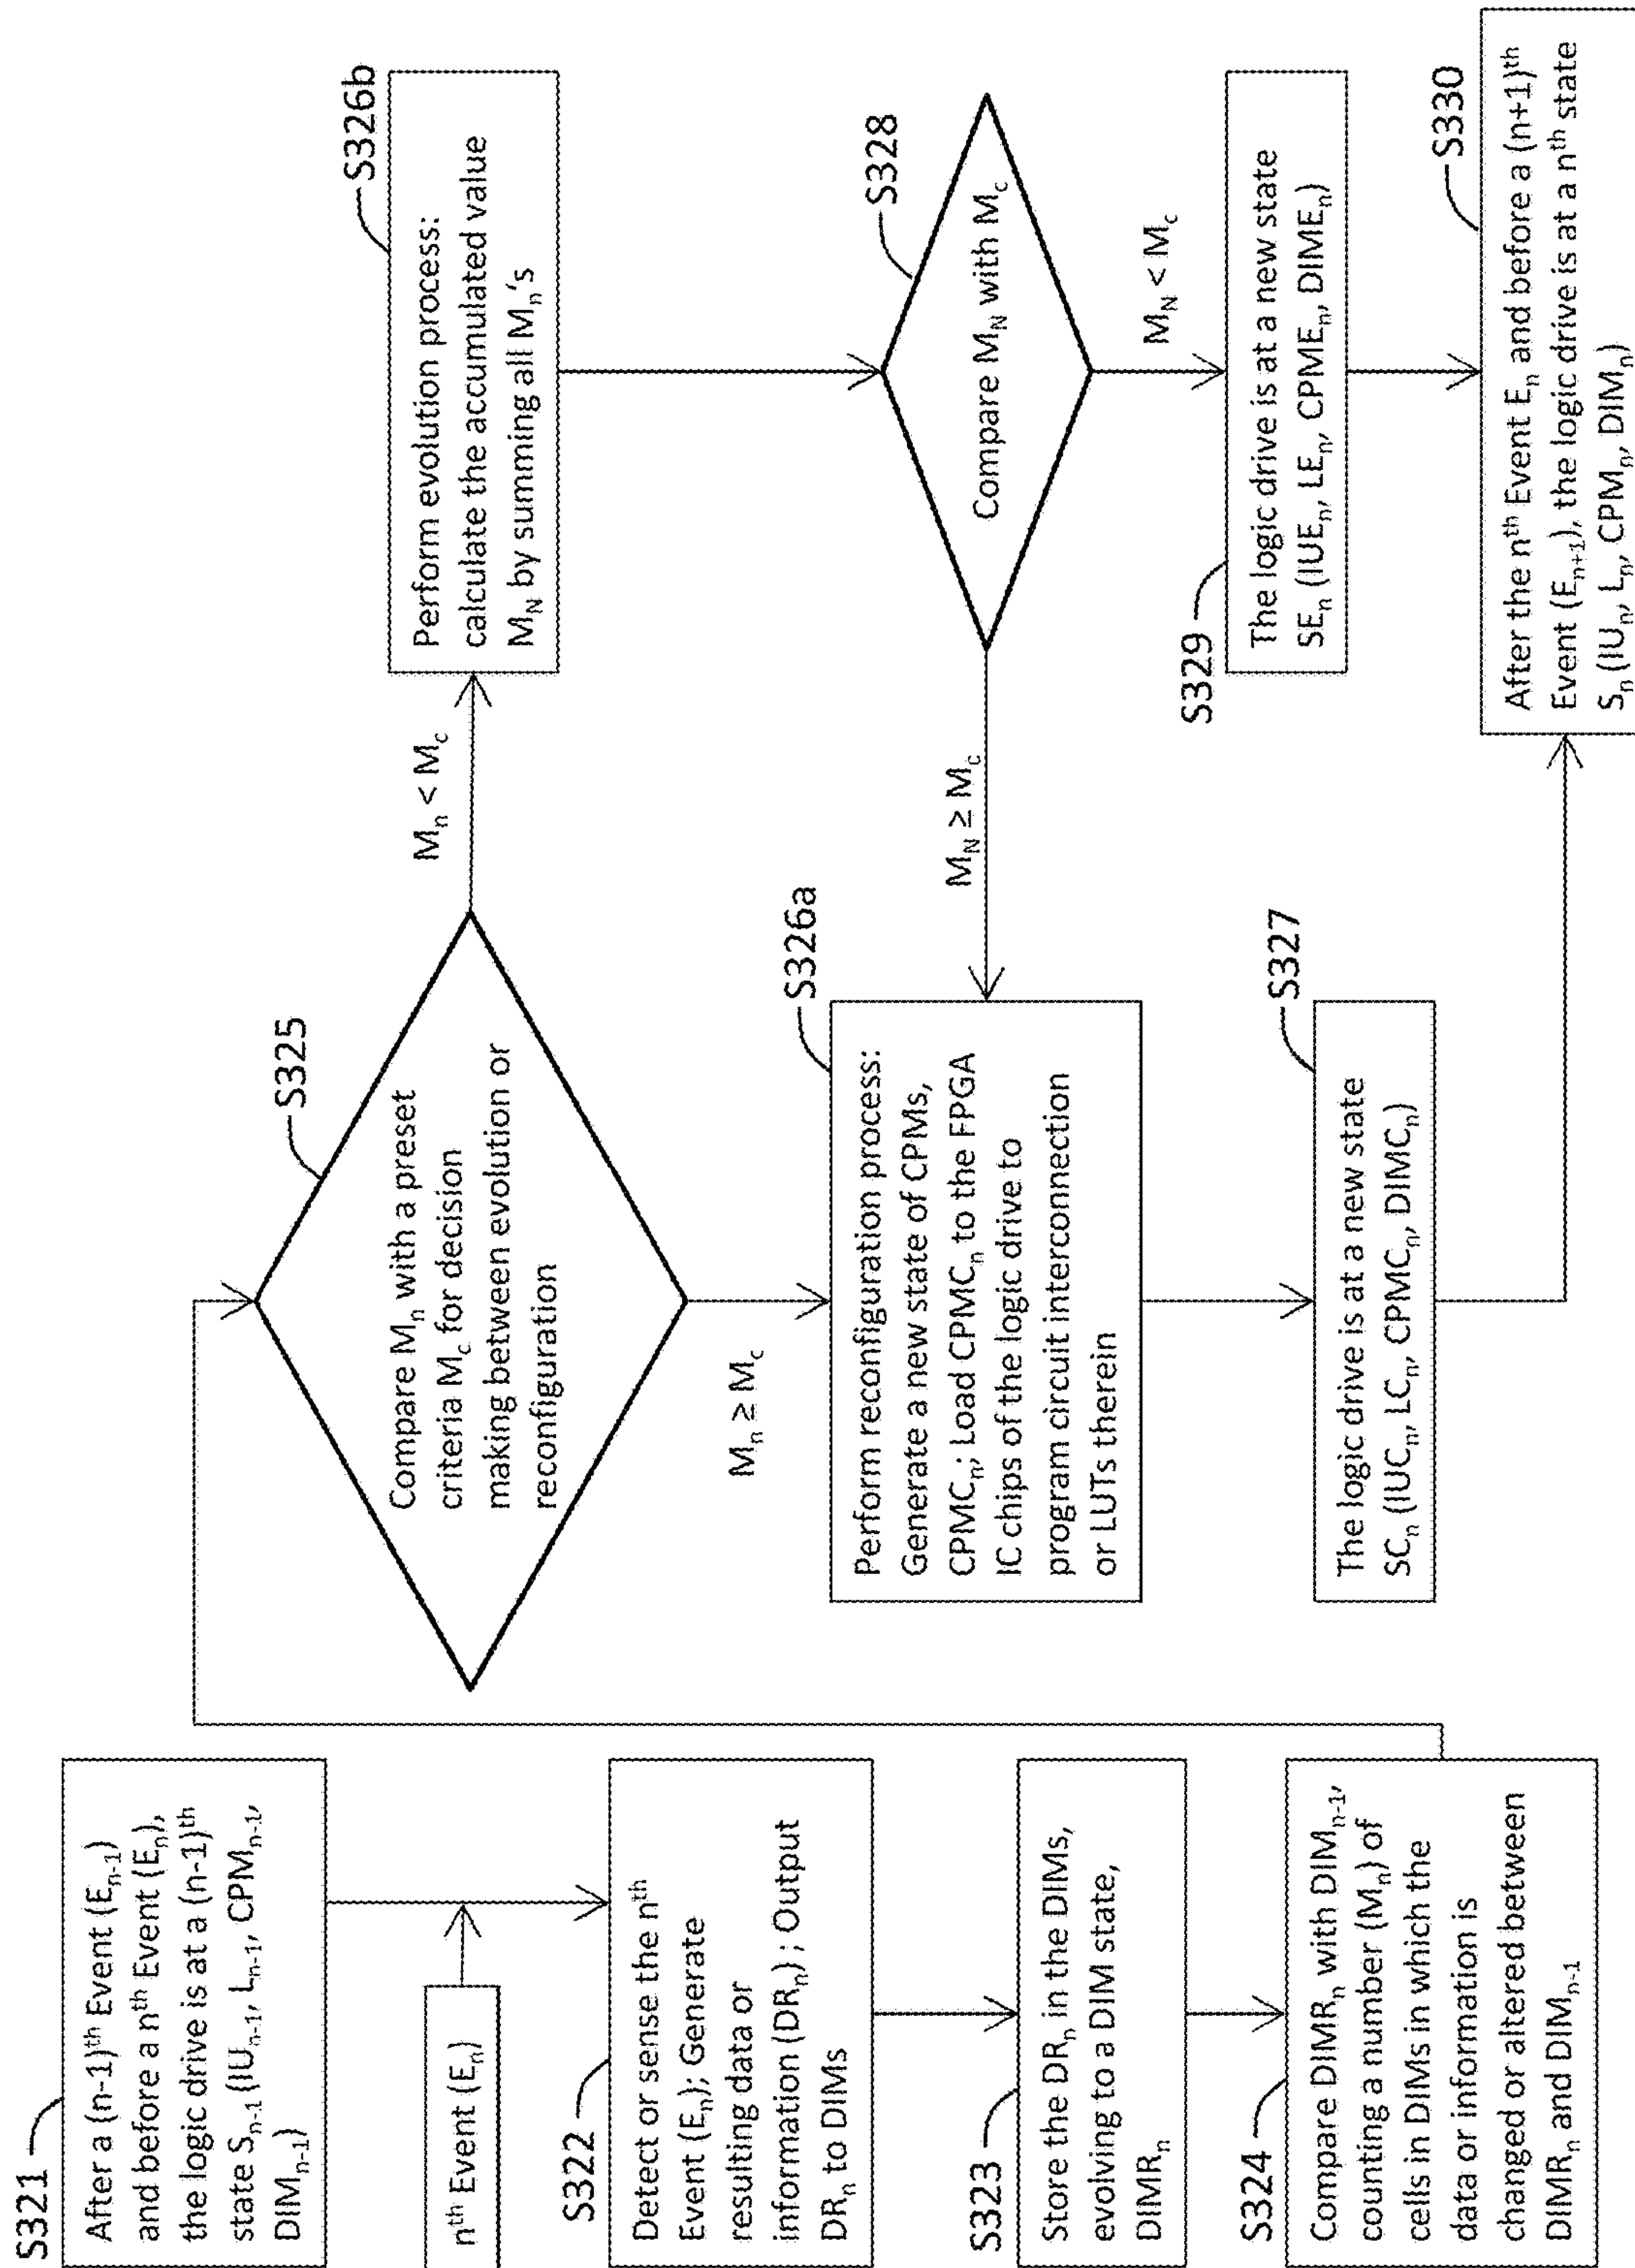 S321
After a (n-1)th Event (En-1)
and before a nth Event (En),
the logic drive is at a (n-1)th
state Sn-1 (IUn-1, Ln-1, CPMn-1,
DIMn-1)
nth Event (En)
S322
Detect or sense the nth
Event (En); Generate
resulting data or
information (DRn) ; Output
DRn to DIMs
S323
Store the DRn in the DIMs,
evolving to a DIM state,
DIMRn
S324
Compare DIMRn with DIMn-1,
counting a number (Mn) of
cells in DIMs in which the
data or information is
changed or altered between
DIMRn and DIMn-1
S325
Compare Mn with a preset
criteria Mc for decision
making between evolution or
reconfiguration
Mn ≥ Mc
Mn < Mc
S326a
Perform reconfiguration process:
Generate a new state of CPMs,
CPMCn; Load CPMCn to the FPGA
IC chips of the logic drive to
program circuit interconnection
or LUTs therein
S327
The logic drive is at a new state
SCn (IUCn, LCn, CPMCn, DIMCn)
S326b
Perform evolution process:
calculate the accumulated value
MN by summing all Mn's
S328
Compare MN with Mc
MN ≥ Mc
MN < Mc
S329
The logic drive is at a new state
SEn (IUEn, LEn, CPMEn, DIMEn)
S330
After the nth Event En and before a (n+1)th
Event (En+1), the logic drive is at a nth state
Sn (IUn, Ln, CPMn, DIMn)